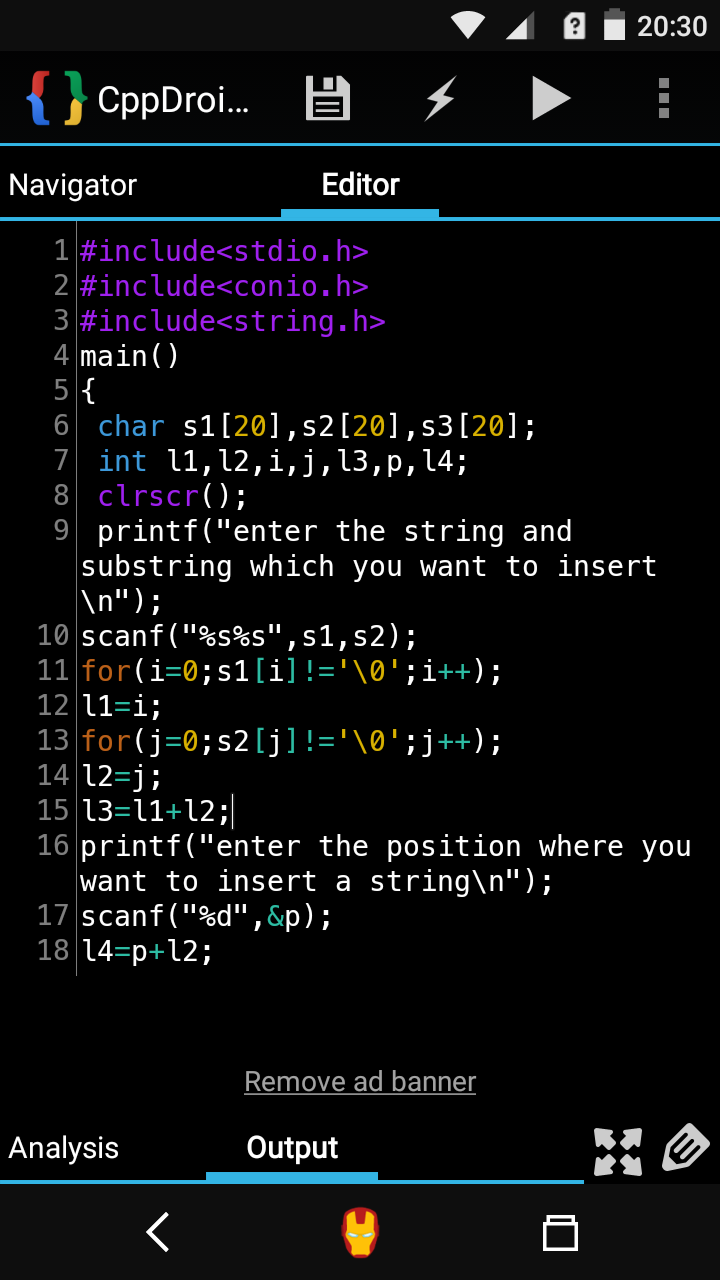 20:30
CppDroi...
Navigator Editor
1 #include<stdio.h>
2 #include<conio.h>
3 #include<string.h>
4 main()
5 {
6 char s1[20],s2[20],s3[20];
7 int l1,l2,i,j,l3,p,l4;
8 clrscr();
9 printf("enter the string and
substring which you want to insert
\n");
10 scanf("%s%s",s1,s2);
11 for(i=0;s1[i]!='\0';i++);
12 l1=i;
13 for(j=0;s2[j]!='\0';j++);
14 l2=j;
15 l3=l1+l2;
16 printf("enter the position where you
want to insert a string\n");
17 scanf("%d",&p);
18 l4=p+l2;
Remove ad banner
Analysis Output